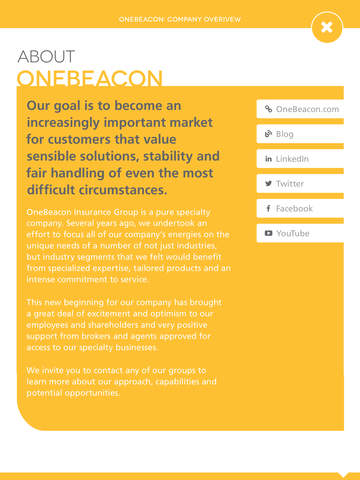 ONEBEACON: COMPANY OVERIVEW
ABOUT
ONEBEACON
Our goal is to become an
increasingly important market
for customers that value
sensible solutions, stability and
fair handling of even the most
difficult circumstances.
OneBeacon Insurance Group is a pure specialty
company. Several years ago, we undertook an
effort to focus all of our company's energies on the
unique needs of a number of not just industries,
but industry segments that we felt would benefit
from specialized expertise, tailored products and an
intense commitment to service.
This new beginning for our company has brought
a great deal of excitement and optimism to our
employees and shareholders and very positive
support from brokers and agents approved for
access to our specialty businesses.
We invite you to contact any of our groups to
learn more about our approach, capabilities and
potential opportunities.
OneBeacon.com
Blog
LinkedIn
Twitter
Facebook
YouTube